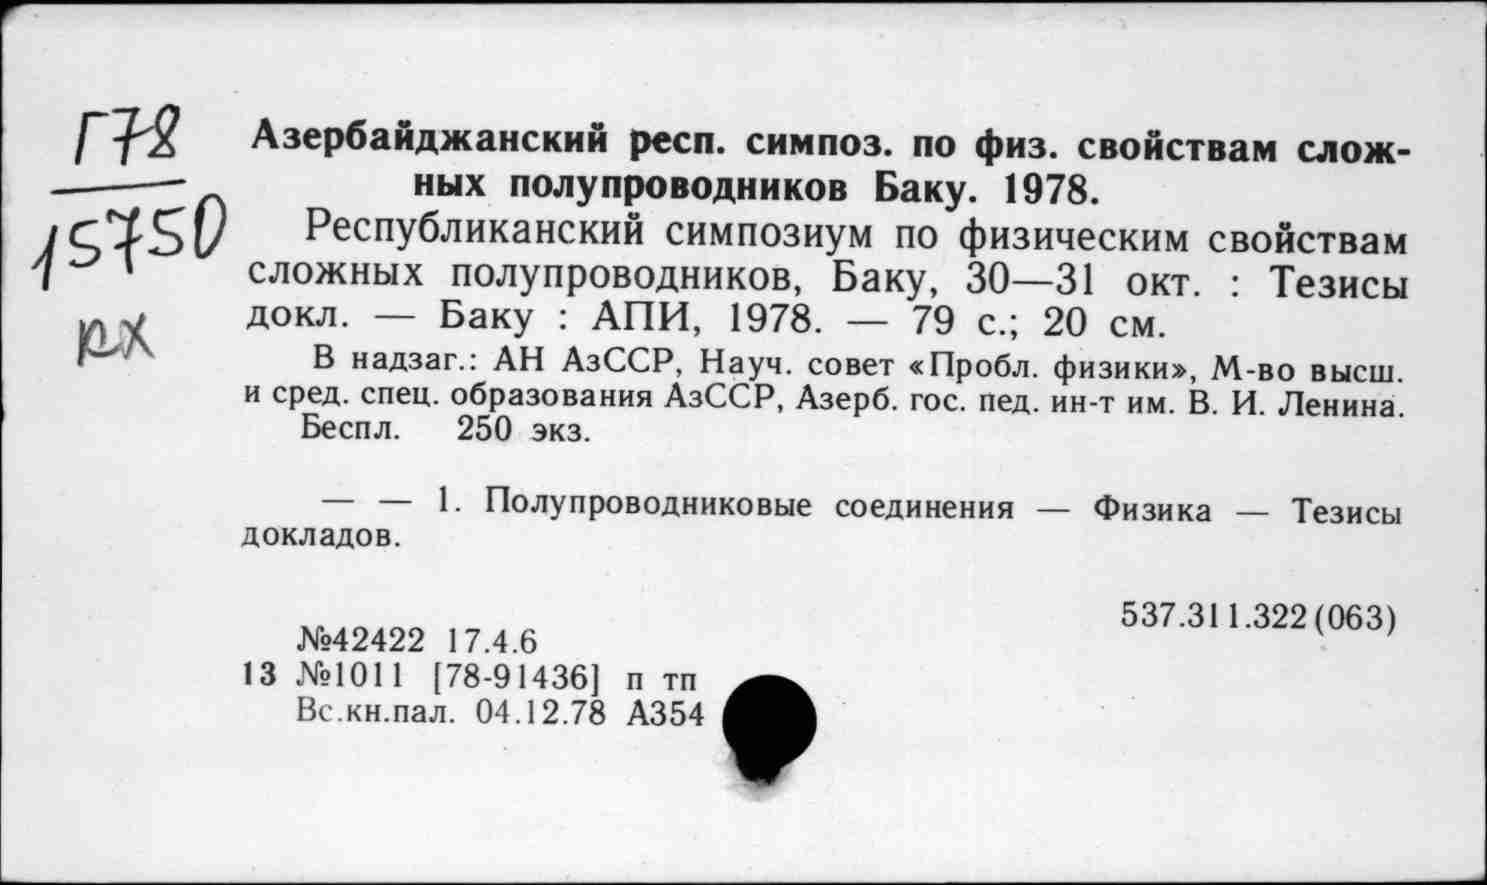 Г78
15750
Азербайджанский респ. симпоз. по физ. свойствам слож-
ных полупроводников Баку. 1978.
Республиканский симпозиум по физическим свойствам
сложных полупроводников, Баку, 30—31 окт. : Тезисы
докл. — Баку : АПИ, 1978. — 79 с.; 20 см.
В надзаг.: АН АзССР, Науч. совет «Пробл. физики», М-во высш.
и сред. спец. образования АзССР, Азерб. гос. пед. ин-т им. В. И. Ленина.
Беспл. 250 экз.
— — 1. Полупроводниковые соединения — Физика — Тезисы
докладов.
537.311.322(063)
№42422 17.4.6
13 №1011 [78-91436] п тп
Вс.кн.пал. 04.12.78 А354